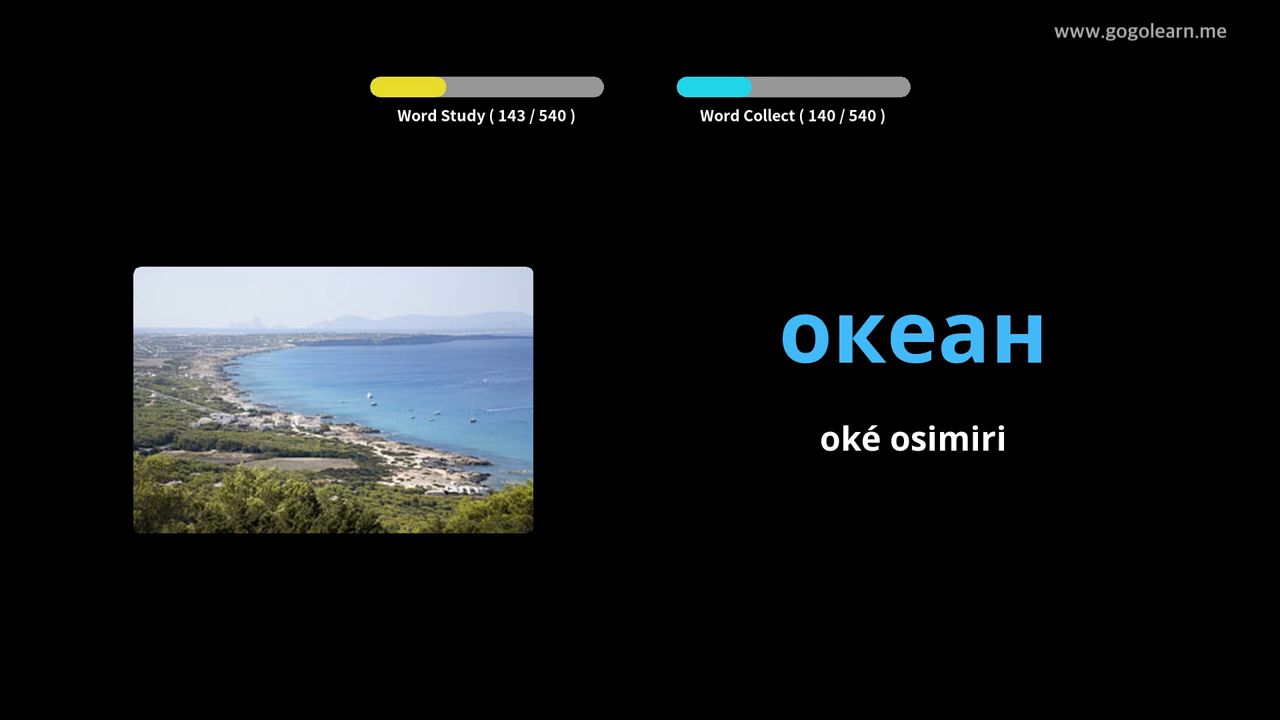 www.gogolearn.me
Word Study ( 143 / 540 )
Word Collect ( 140 / 540 )
океан
oké osimiri